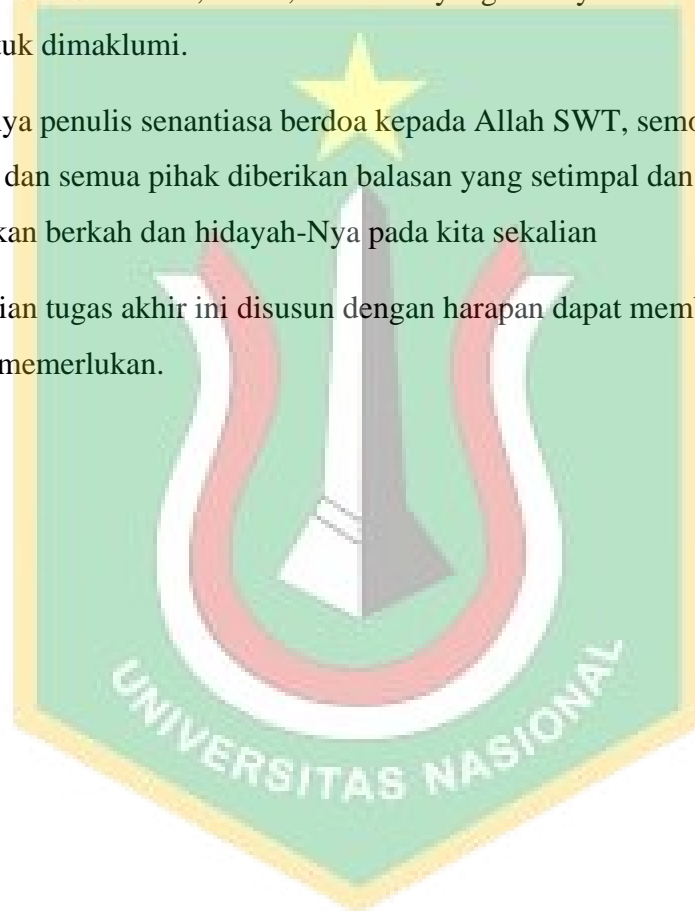 tuk dimaklumi.
ya penulis senantiasa berdoa kepada Allah SWT, semo
dan semua pihak diberikan balasan yang setimpal dan
kan berkah dan hidayah-Nya pada kita sekalian
ian tugas akhir ini disusun dengan harapan dapat memb
memerlukan.
UNIVERSITAS NASIONAL